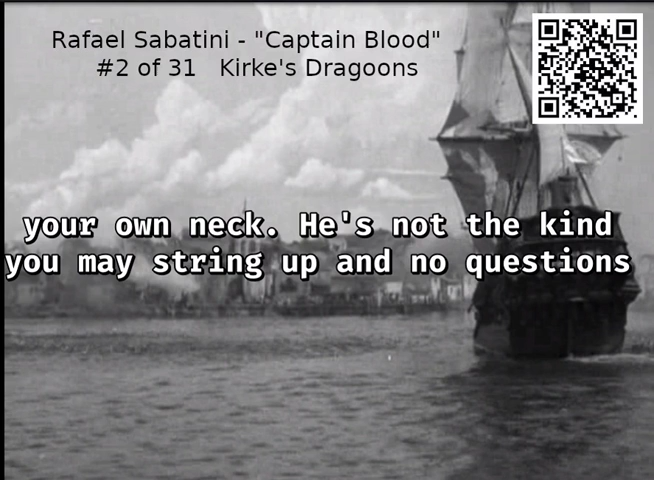 Rafael Sabatini - "Captain Blood"
#2 of 31 Kirke's Dragoons
your own neck. He's not the kind
you may string up and no questions